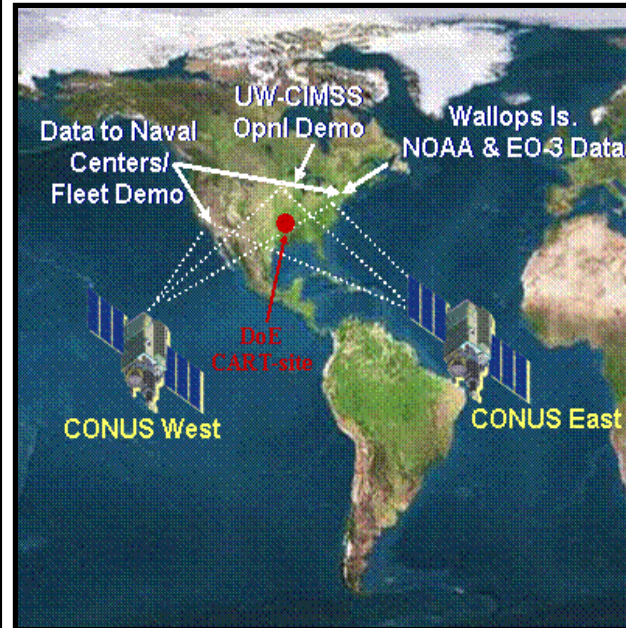 UW-CIMSS
Opnl Demo
Data to Naval
Centers/
Fleet Demo
Wallops Is.
NOAA & EO-3 Data
DoE
CART-site
CONUS West
CONUS East